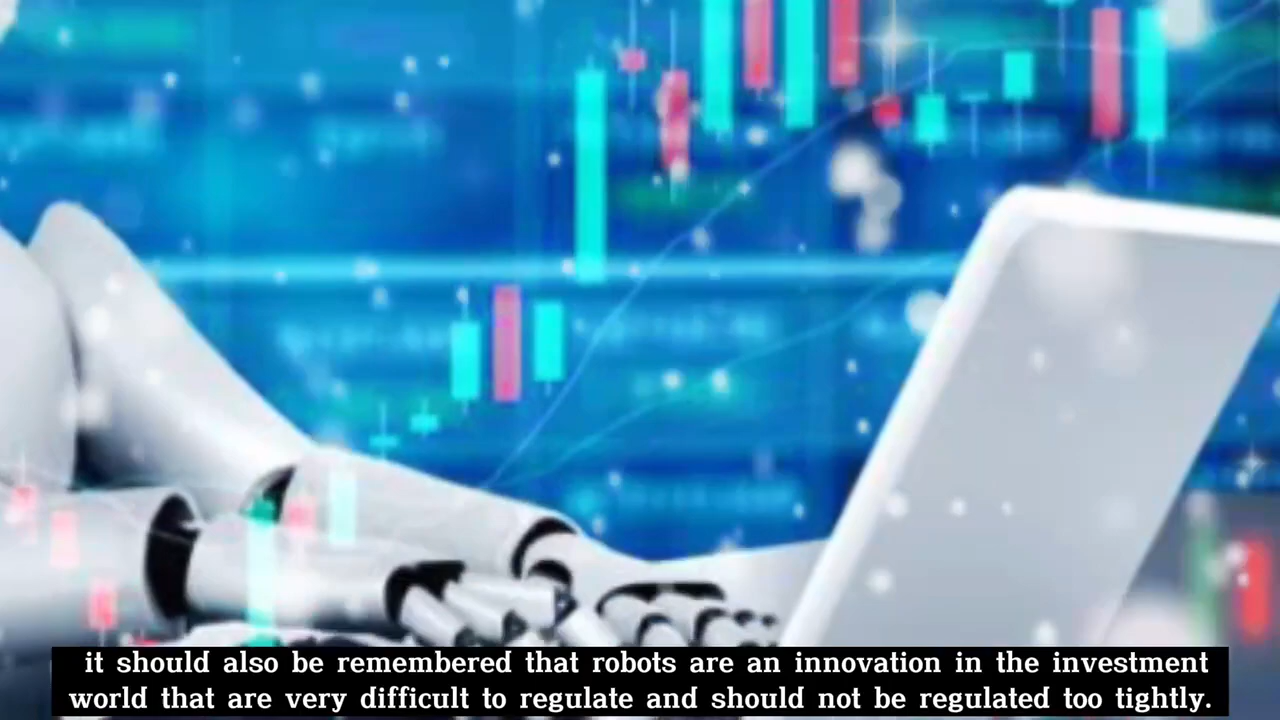 it should also be remembered that robots are an innovation in the investment
world that are very difficult to regulate and should not be regulated too tightly.